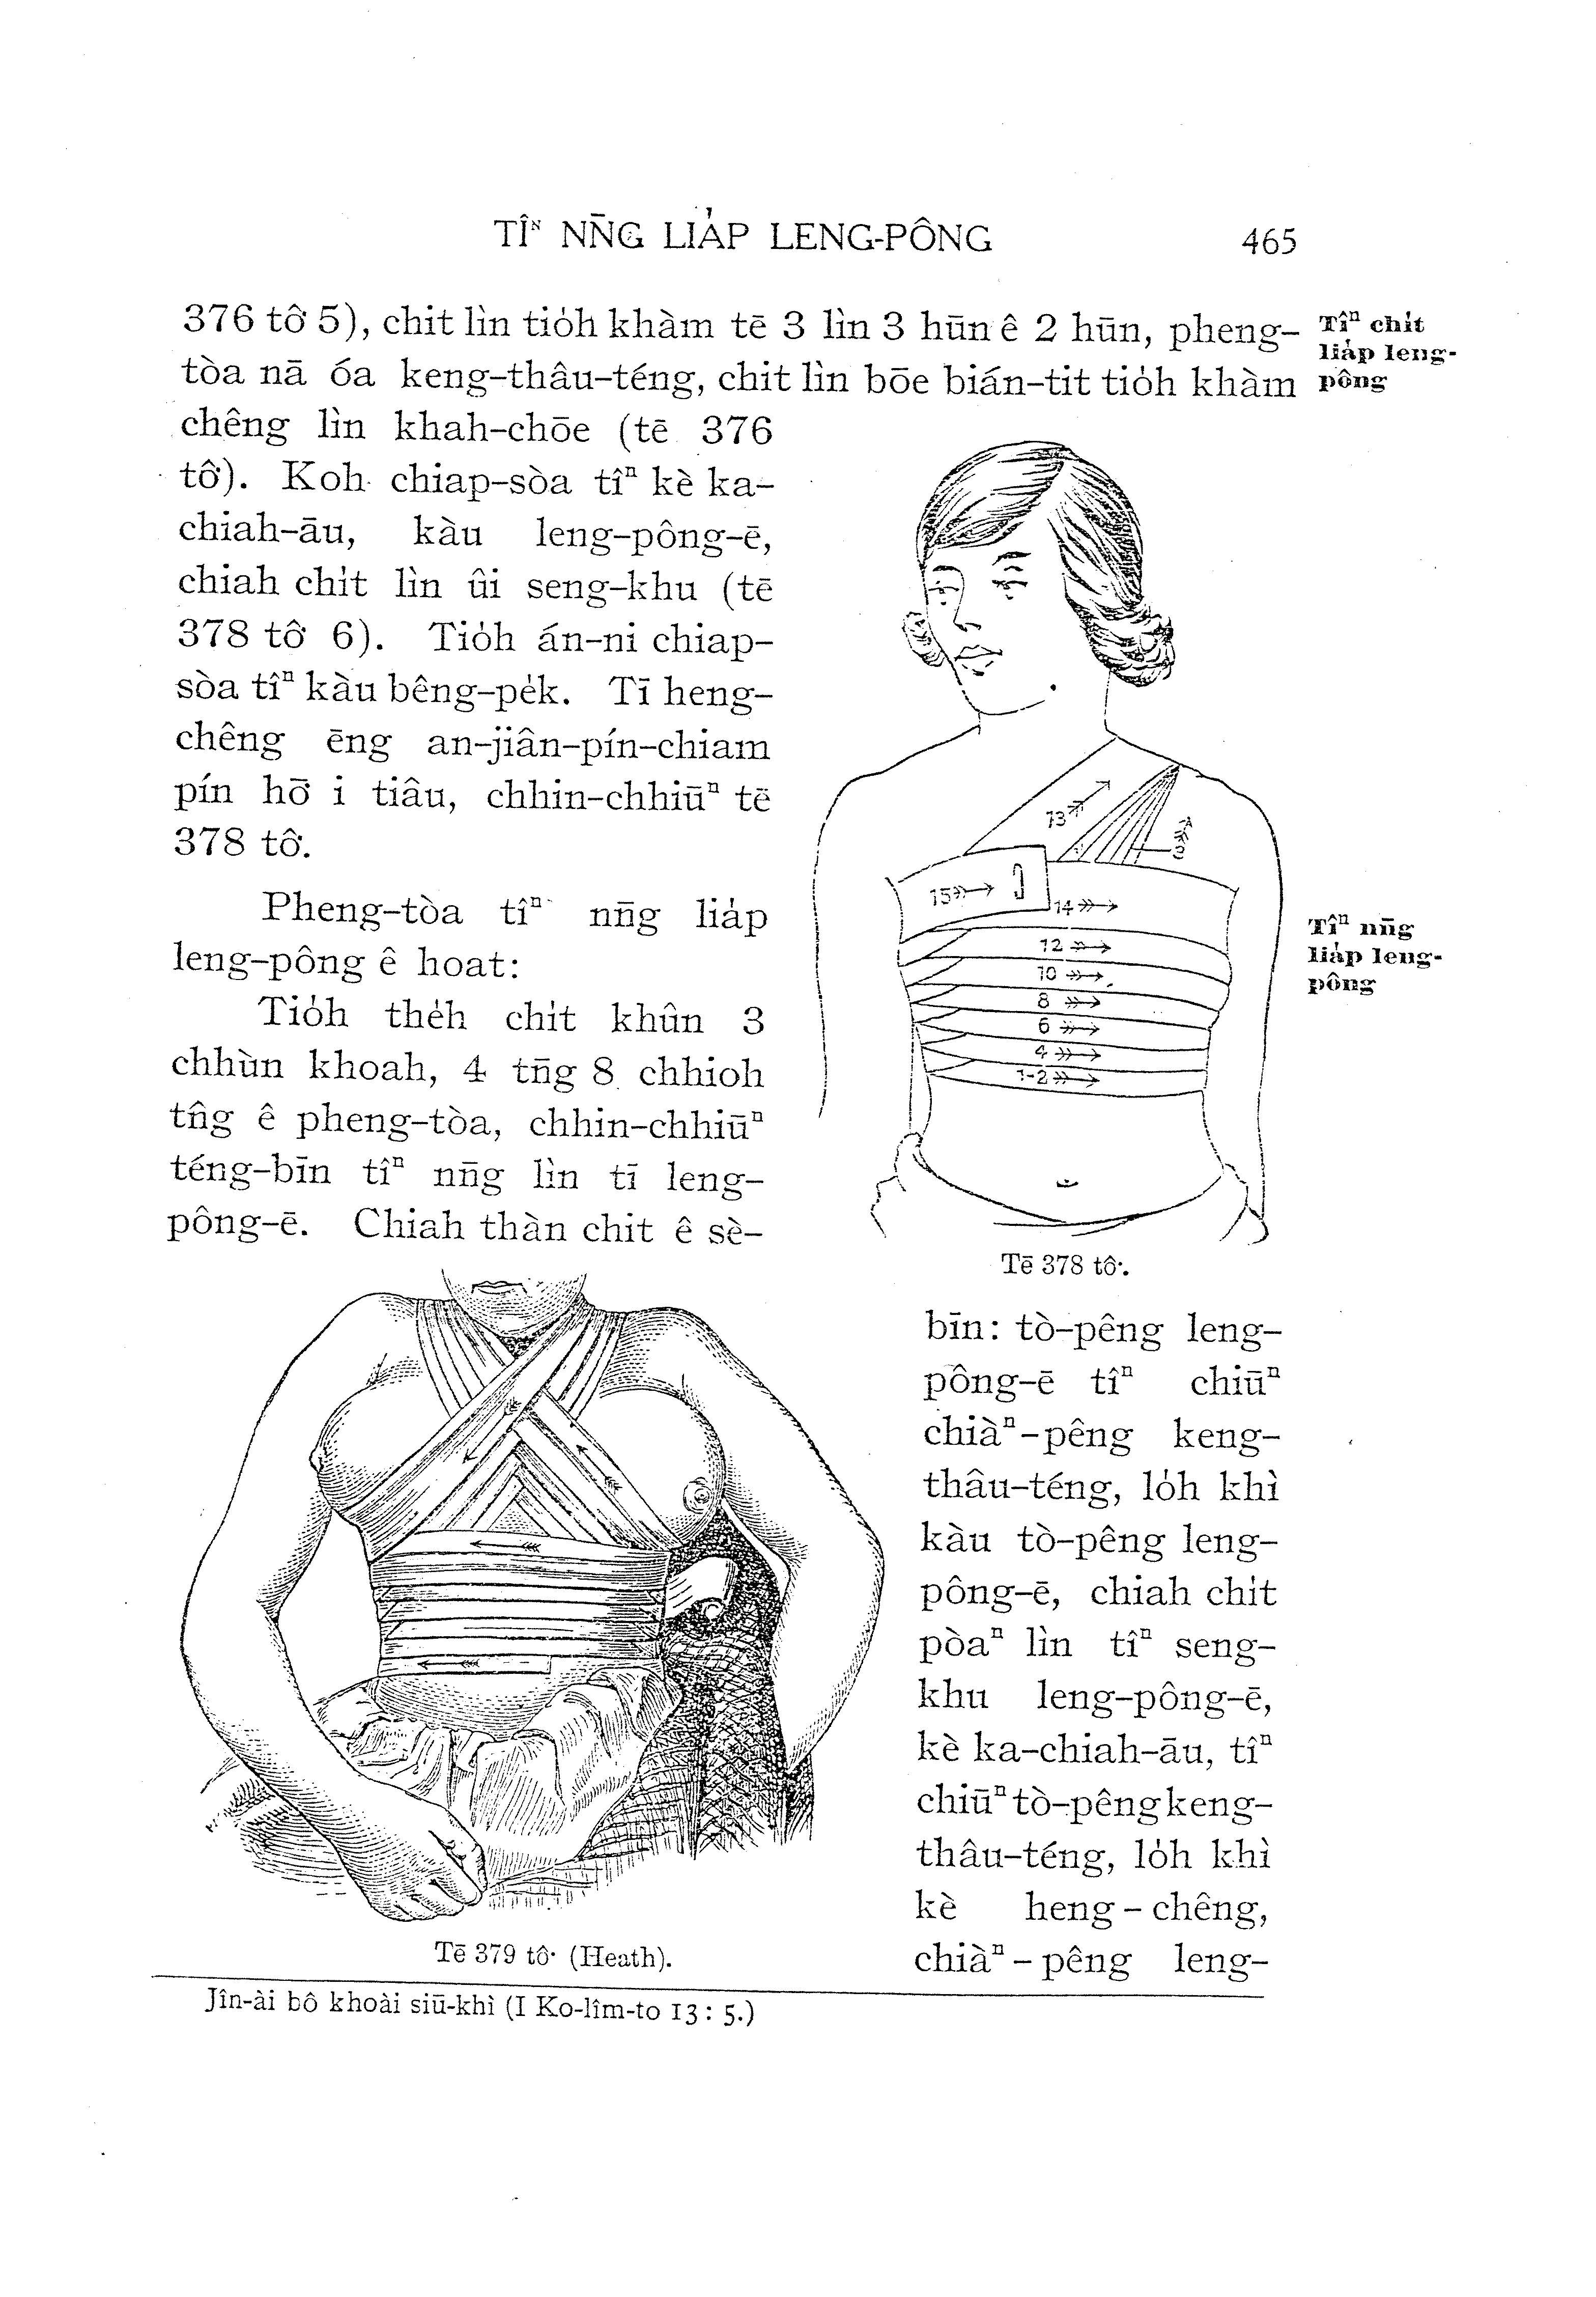 TÎᴺ NN̄G LIA̍P LENG-PÔNG 465
376 tô͘ 5), chit lìn tio̍h khàm tē 3 lìn 3 hūn ê 2 hūn, pheng-
tòa nā óa keng-thâu-téng, chit lìn bōe bián-tit tio̍h khàm
Tîⁿ chi̍t
lia̍p leng-
pông
chêng lìn khah-chōe (tē 376
tô͘). Koh chiap-sòa tîⁿ kè ka-
chiah-āu, kàu leng-pông-ē,
chiah chi̍t lìn ûi seng-khu (tē
378 tô͘ 6). Tio̍h án-ni chiap-
sòa tîⁿ kàu bêng-pe̍k. Tī heng-
chêng ēng an-jiân-pín-chiam
pín hō͘ i tiâu, chhin-chhiūⁿ tē
378 tô͘.
Pheng-tòa tîⁿ nn̄g lia̍p
leng-pông ê hoat:
Tîⁿ nn̄g
lia̍p leng-
pông
Tio̍h the̍h chi̍t khûn 3
chhùn khoah, 4 tn̄g 8 chhioh
tn̂g ê pheng-tòa, chhin-chhiūⁿ
téng-bīn tîⁿ nn̄g lìn tī leng-
pông-ē. Chiah thàn chit ê sè-
13
3
15
14
12
10
8
6
4
1-2
Tē 378 tô͘.
bīn: tò-pêng leng-
pông-ē tîⁿ chiūⁿ
chiàⁿ-pêng keng-
thâu-téng, lo̍h khì
kàu tò-pêng leng-
pông-ē, chiah chi̍t
pòaⁿ lìn tîⁿ seng-
khu leng-pông-ē,
kè ka-chiah-āu, tîⁿ
chiūⁿ tò-pêng keng-
thâu-téng, lo̍h khì
kè heng-chêng,
chiàⁿ-pêng leng-
Tē 379 tô͘ (Heath).
Jîn-ài bô khoài siū-khì (I Ko-lîm-to 13 : 5.)